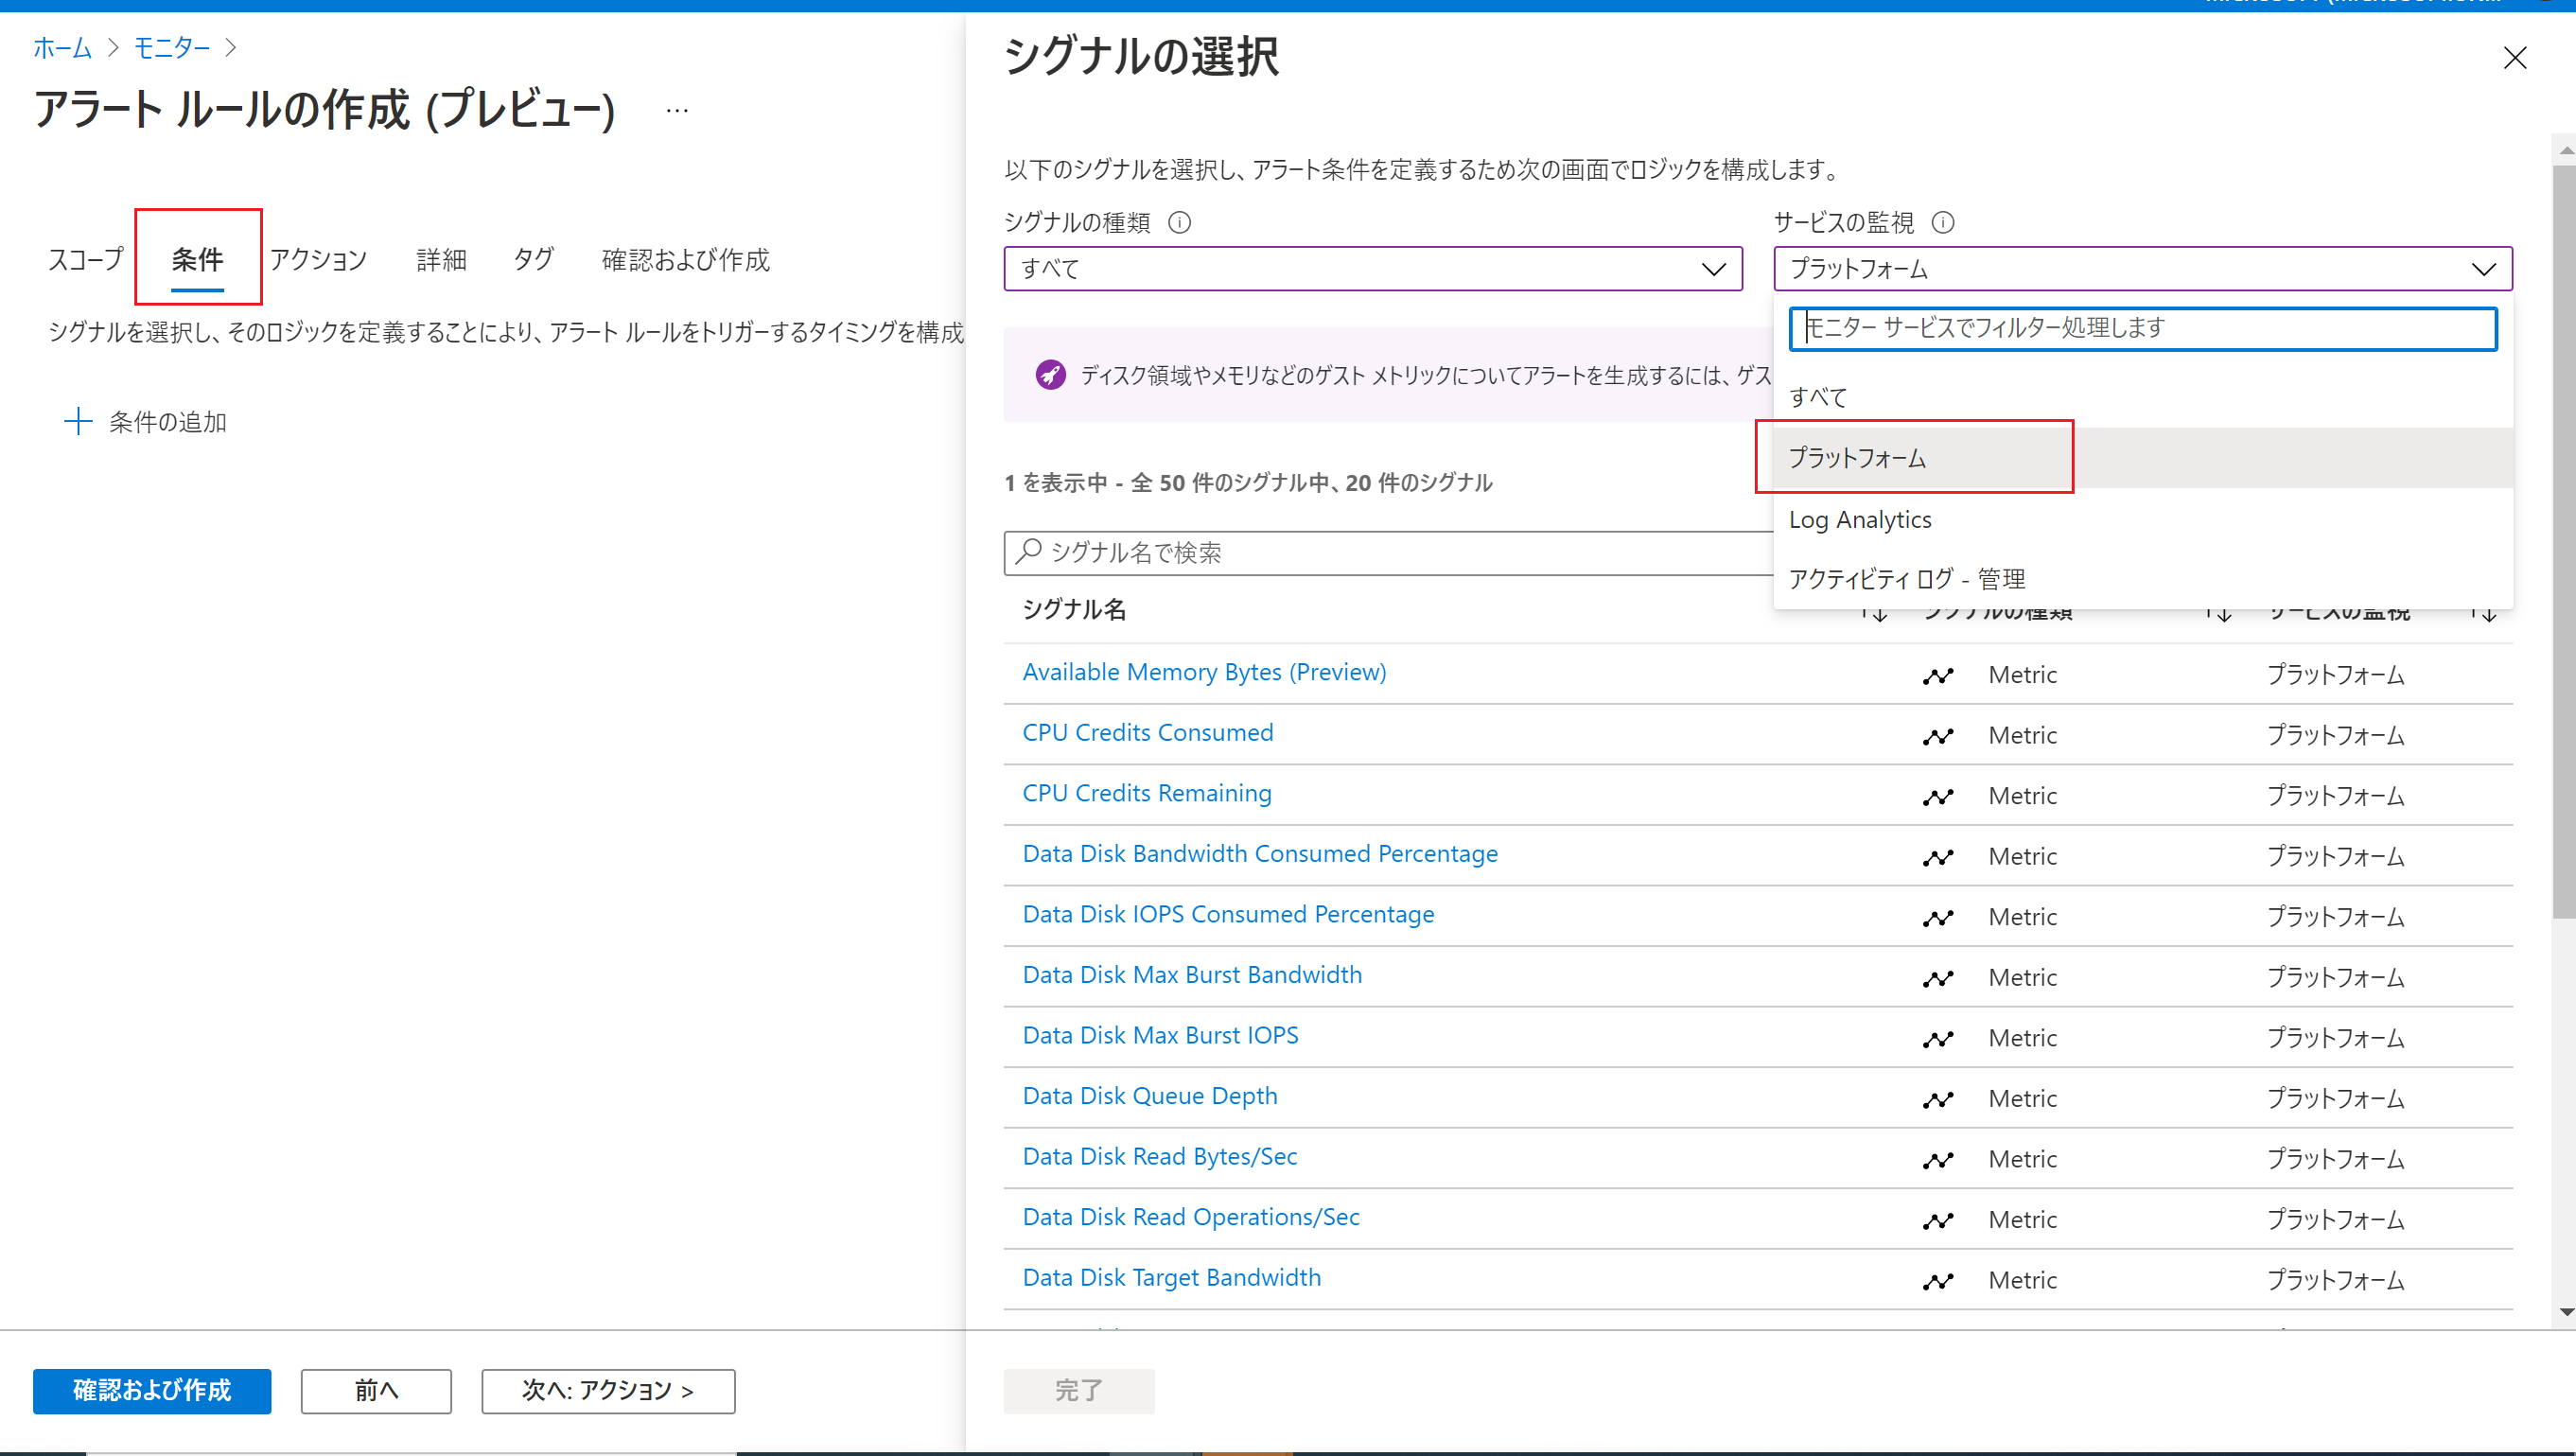 ホーム > モニター >
アラート ルールの作成 (プレビュー) ...
スコープ 条件 アクション 詳細 タグ 確認および作成
シグナルを選択し、そのロジックを定義することにより、アラート ルールをトリガーするタイミングを構成
条件の追加
確認および作成 前へ 次へ: アクション >
シグナルの選択
以下のシグナルを選択し、アラート条件を定義するため次の画面でロジックを構成します。
シグナルの種類 サービスの監視
すべて プラットフォーム
モニター サービスでフィルター処理します
すべて
プラットフォーム
Log Analytics
アクティビティ ログ - 管理
ディスク領域やメモリなどのゲスト メトリックについてアラートを生成するには、ゲス
1 を表示中 - 全 50 件のシグナル中、20 件のシグナル
シグナル名で検索
シグナル名 シグナルの種類 サービスの監視
Available Memory Bytes (Preview) Metric プラットフォーム
CPU Credits Consumed Metric プラットフォーム
CPU Credits Remaining Metric プラットフォーム
Data Disk Bandwidth Consumed Percentage Metric プラットフォーム
Data Disk IOPS Consumed Percentage Metric プラットフォーム
Data Disk Max Burst Bandwidth Metric プラットフォーム
Data Disk Max Burst IOPS Metric プラットフォーム
Data Disk Queue Depth Metric プラットフォーム
Data Disk Read Bytes/Sec Metric プラットフォーム
Data Disk Read Operations/Sec Metric プラットフォーム
Data Disk Target Bandwidth Metric プラットフォーム
完了